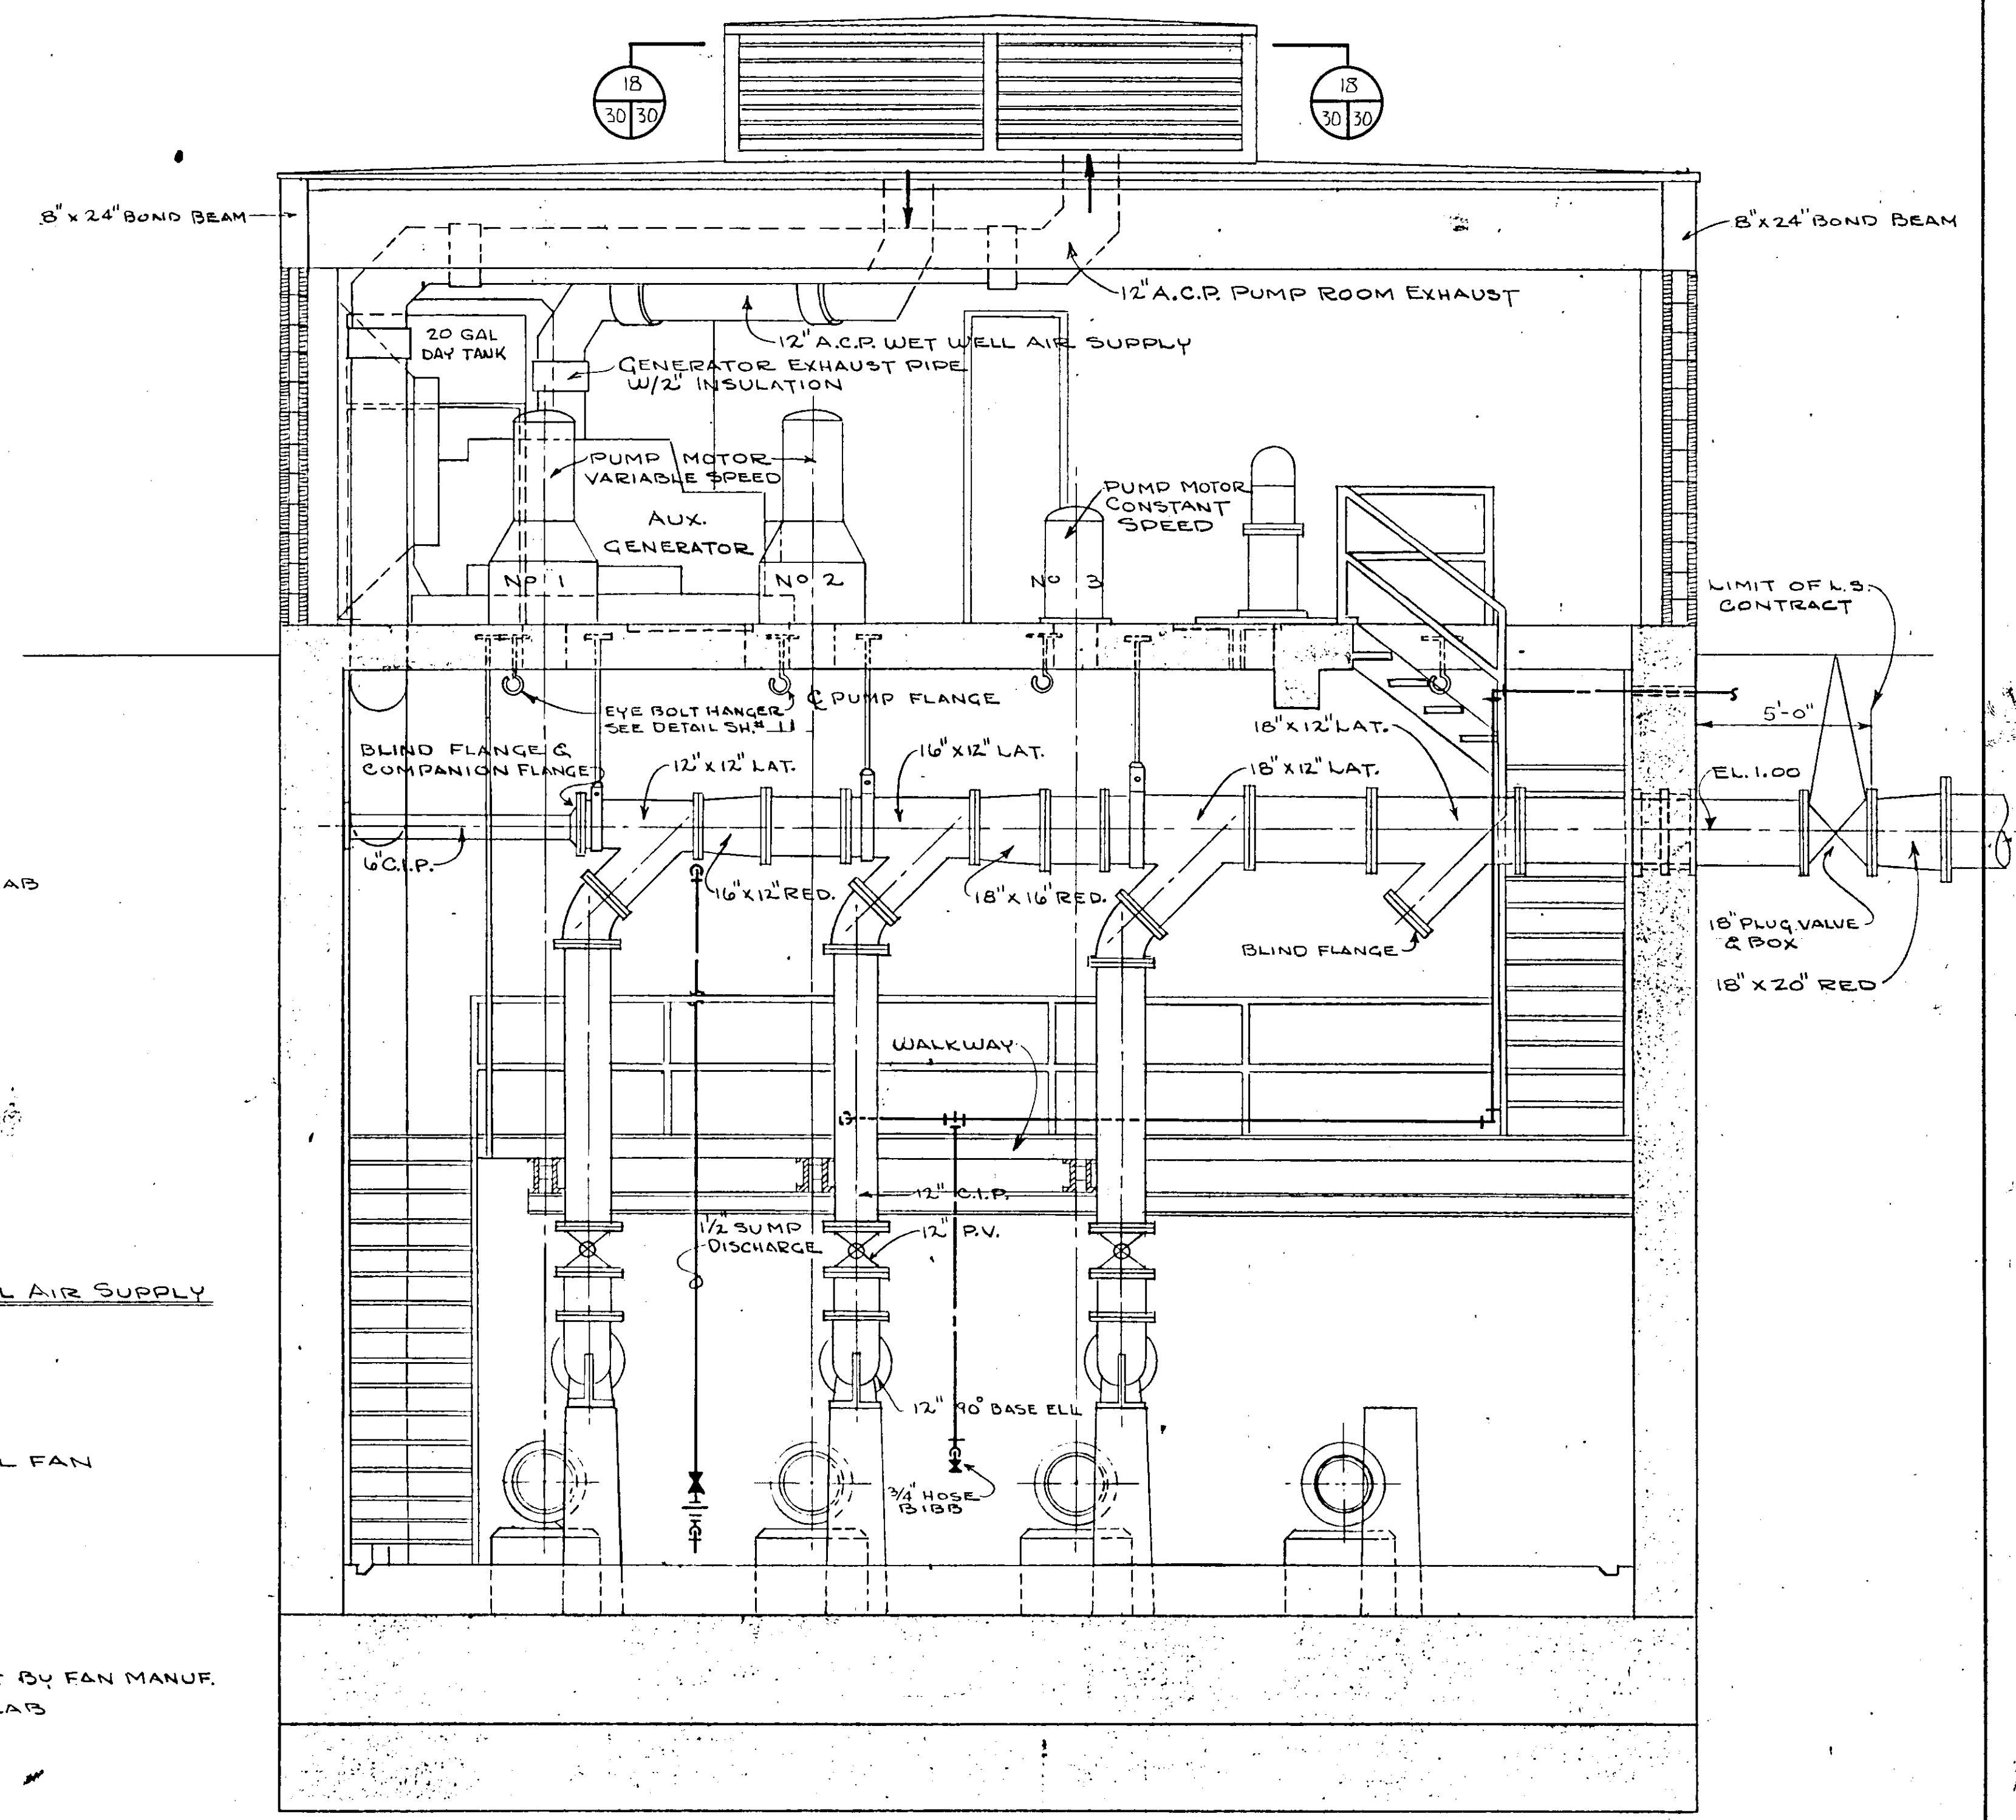 18
30 30
18
30 30
8" x 24" BOND BEAM
8" x 24" BOND BEAM
12" A.C.P. PUMP ROOM EXHAUST
20 GAL
DAY TANK
12" A.C.P. WET WELL AIR SUPPLY
GENERATOR EXHAUST PIPE
W/2" INSULATION
PUMP MOTOR
VARIABLE SPEED
PUMP MOTOR
CONSTANT
SPEED
AUX.
GENERATOR
No 1
No 2
No 3
LIMIT OF L.S.
CONTRACT
EYE BOLT HANGER
SEE DETAIL SH.# 11
℄ PUMP FLANGE
5'-0"
BLIND FLANGE &
COMPANION FLANGE
12" x 12" LAT.
16" x 12" LAT.
18" x 12" LAT.
18" x 12" LAT.
EL. 1.00
6" C.I.P.
16" x 12" RED.
18" x 16" RED.
AB
BLIND FLANGE
18" PLUG VALVE
& BOX
18" x 20" RED
WALKWAY
12" C.I.P.
1 1/2" SUMP
DISCHARGE
12" P.V.
L AIR SUPPLY
12" 90° BASE ELL
L FAN
3/4" HOSE
BIBB
BY FAN MANUF.
LAB